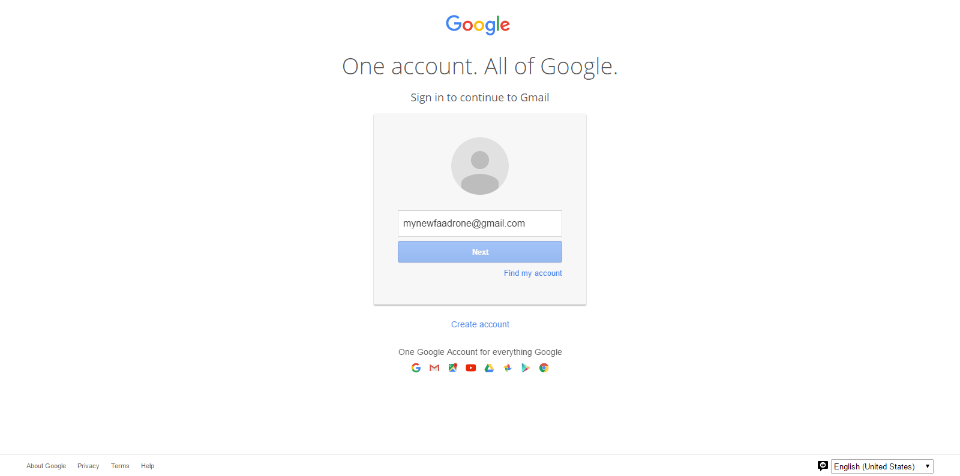 Google
One account. All of Google.
Sign in to continue to Gmail
mynewfaadrone@gmail.com
Next
Find my account
Create account
One Google Account for everything Google
About Google Privacy Terms Help
English (United States)